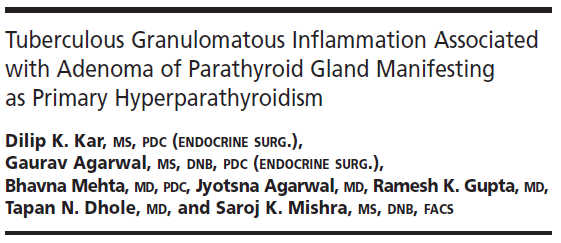 Tuberculous Granulomatous Inflammation Associated
with Adenoma of Parathyroid Gland Manifesting
as Primary Hyperparathyroidism
Dilip K. Kar, MS, PDC (ENDOCRINE SURG.),
Gaurav Agarwal, MS, DNB, PDC (ENDOCRINE SURG.),
Bhavna Mehta, MD, PDC, Jyotsna Agarwal, MD, Ramesh K. Gupta, MD,
Tapan N. Dhole, MD, and Saroj K. Mishra, MS, DNB, FACS